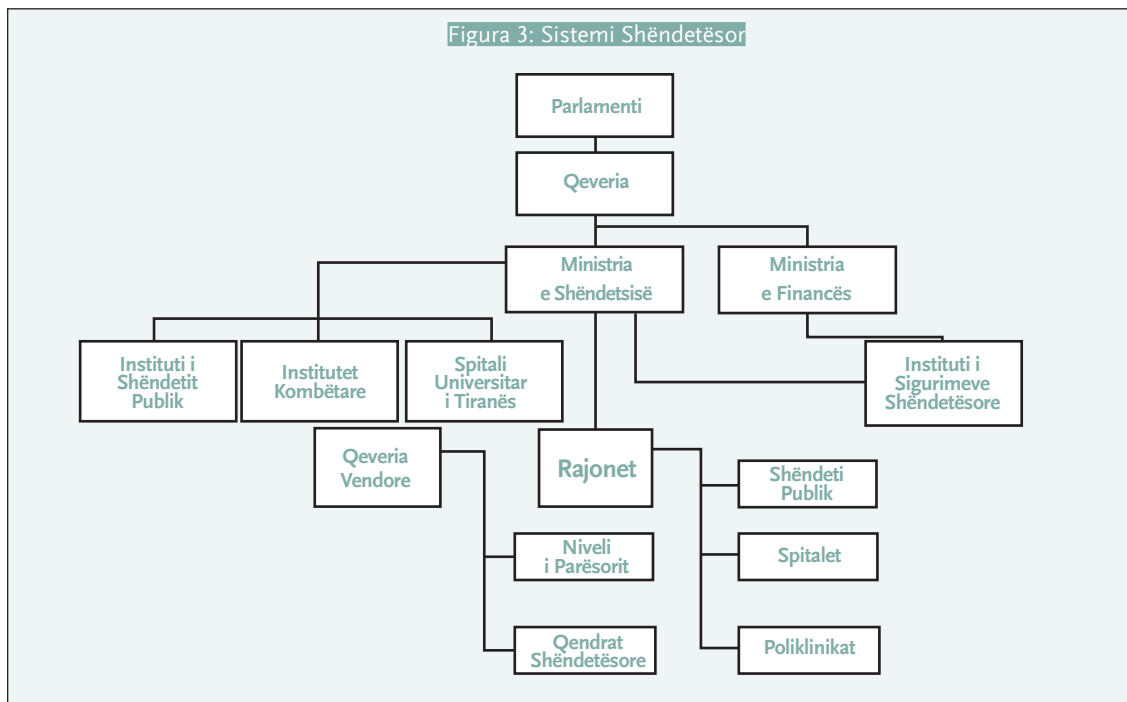 Figura 3: Sistemi Shëndetësor
Parlamenti
Qeveria
Ministria
e Shëndetsisë
Ministria
e Financës
Instituti i
Shëndetit
Publik
Institutet
Kombëtare
Spitali
Universitar
i Tiranës
Instituti i
Sigurimeve
Shëndetësore
Qeveria
Vendore
Rajonet
Shëndeti
Publik
Niveli
i Parësorit
Spitalet
Qendrat
Shëndetësore
Poliklinikat